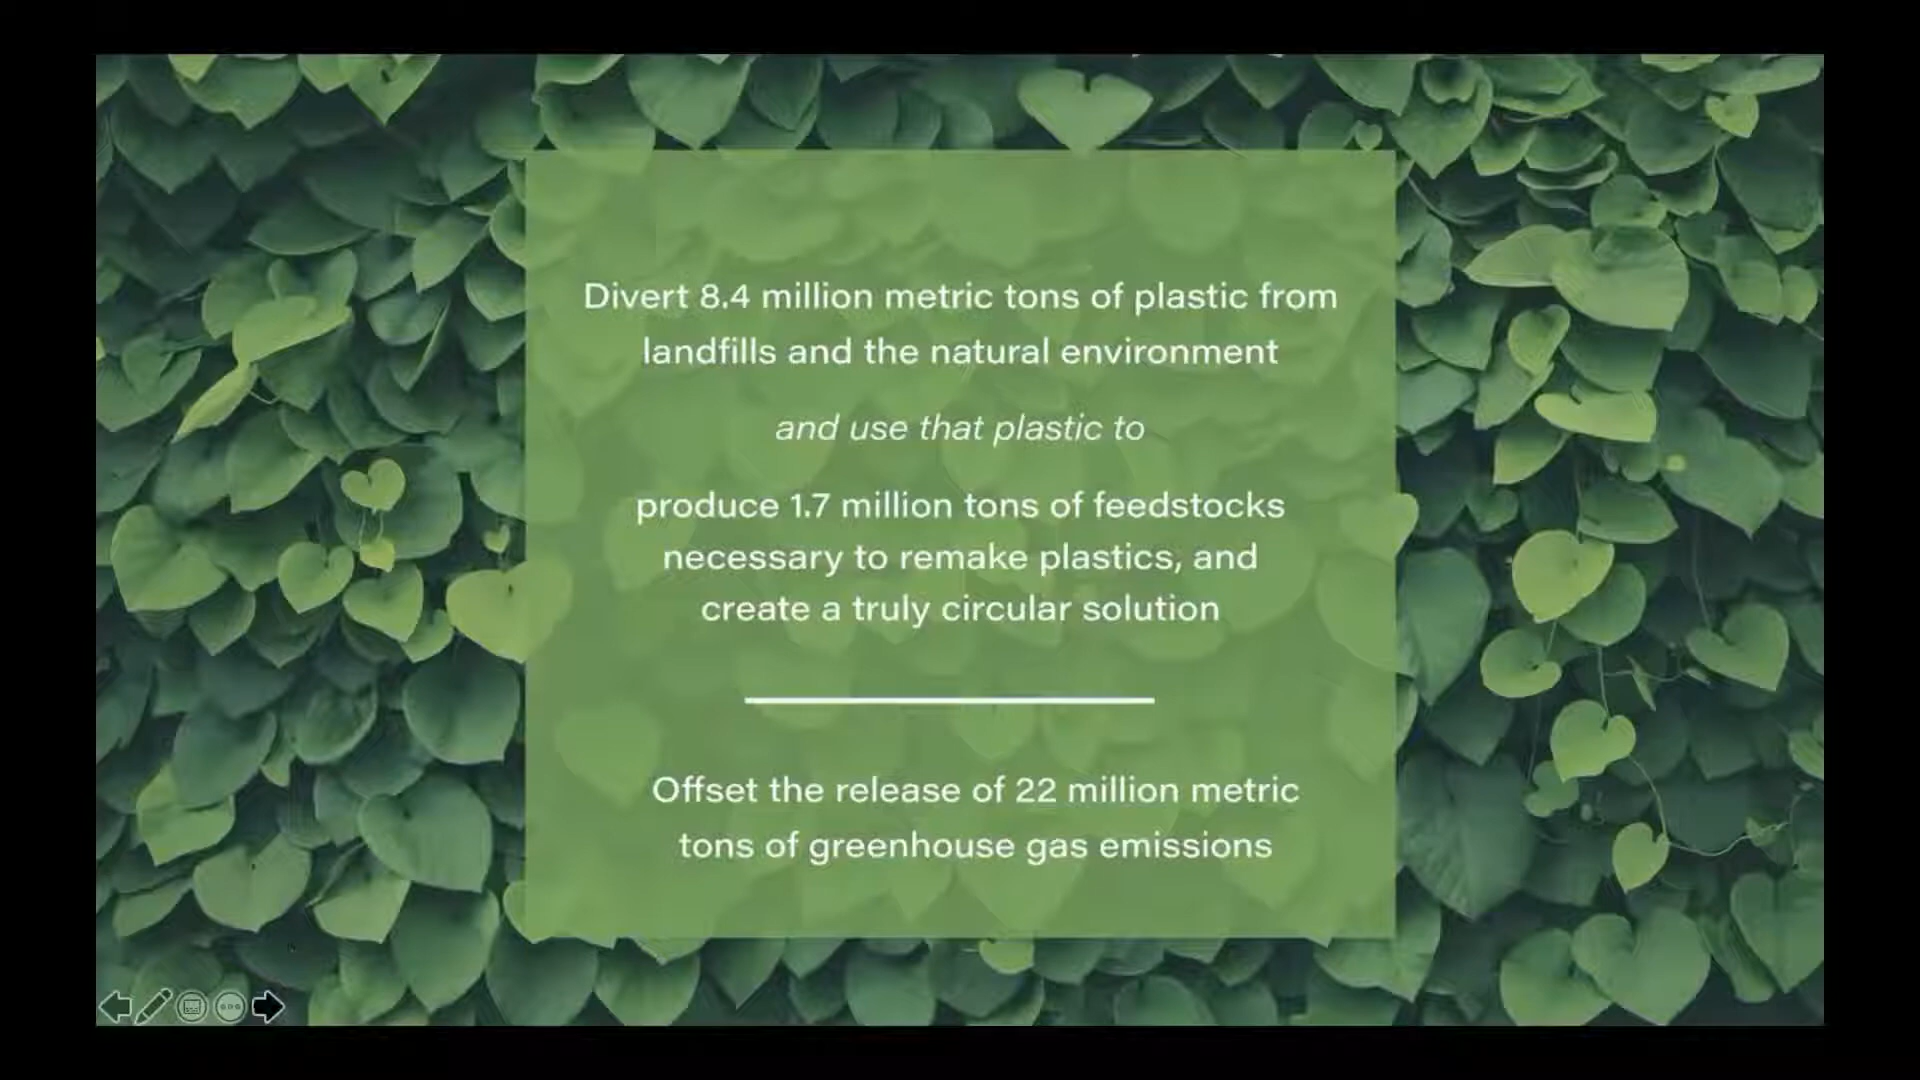 Divert 8.4 million metric tons of plastic from
landfills and the natural environment
and use that plastic to
produce 1.7 million tons of feedstocks
necessary to remake plastics, and
create a truly circular solution
Offset the release of 22 million metric
tons of greenhouse gas emissions